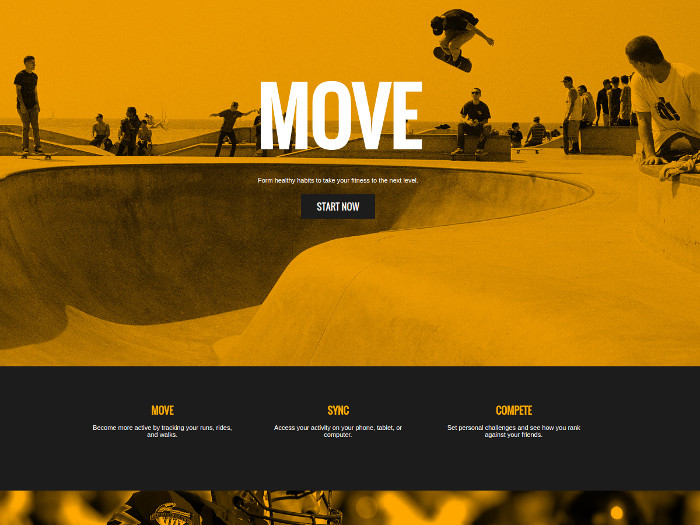 MOVE
Form healthy habits to take your fitness to the next level.
START NOW
MOVE
Become more active by tracking your runs, rides,
and walks.
SYNC
Access your activity on your phone, tablet, or
computer.
COMPETE
Set personal challenges and see how you rank
against your friends.